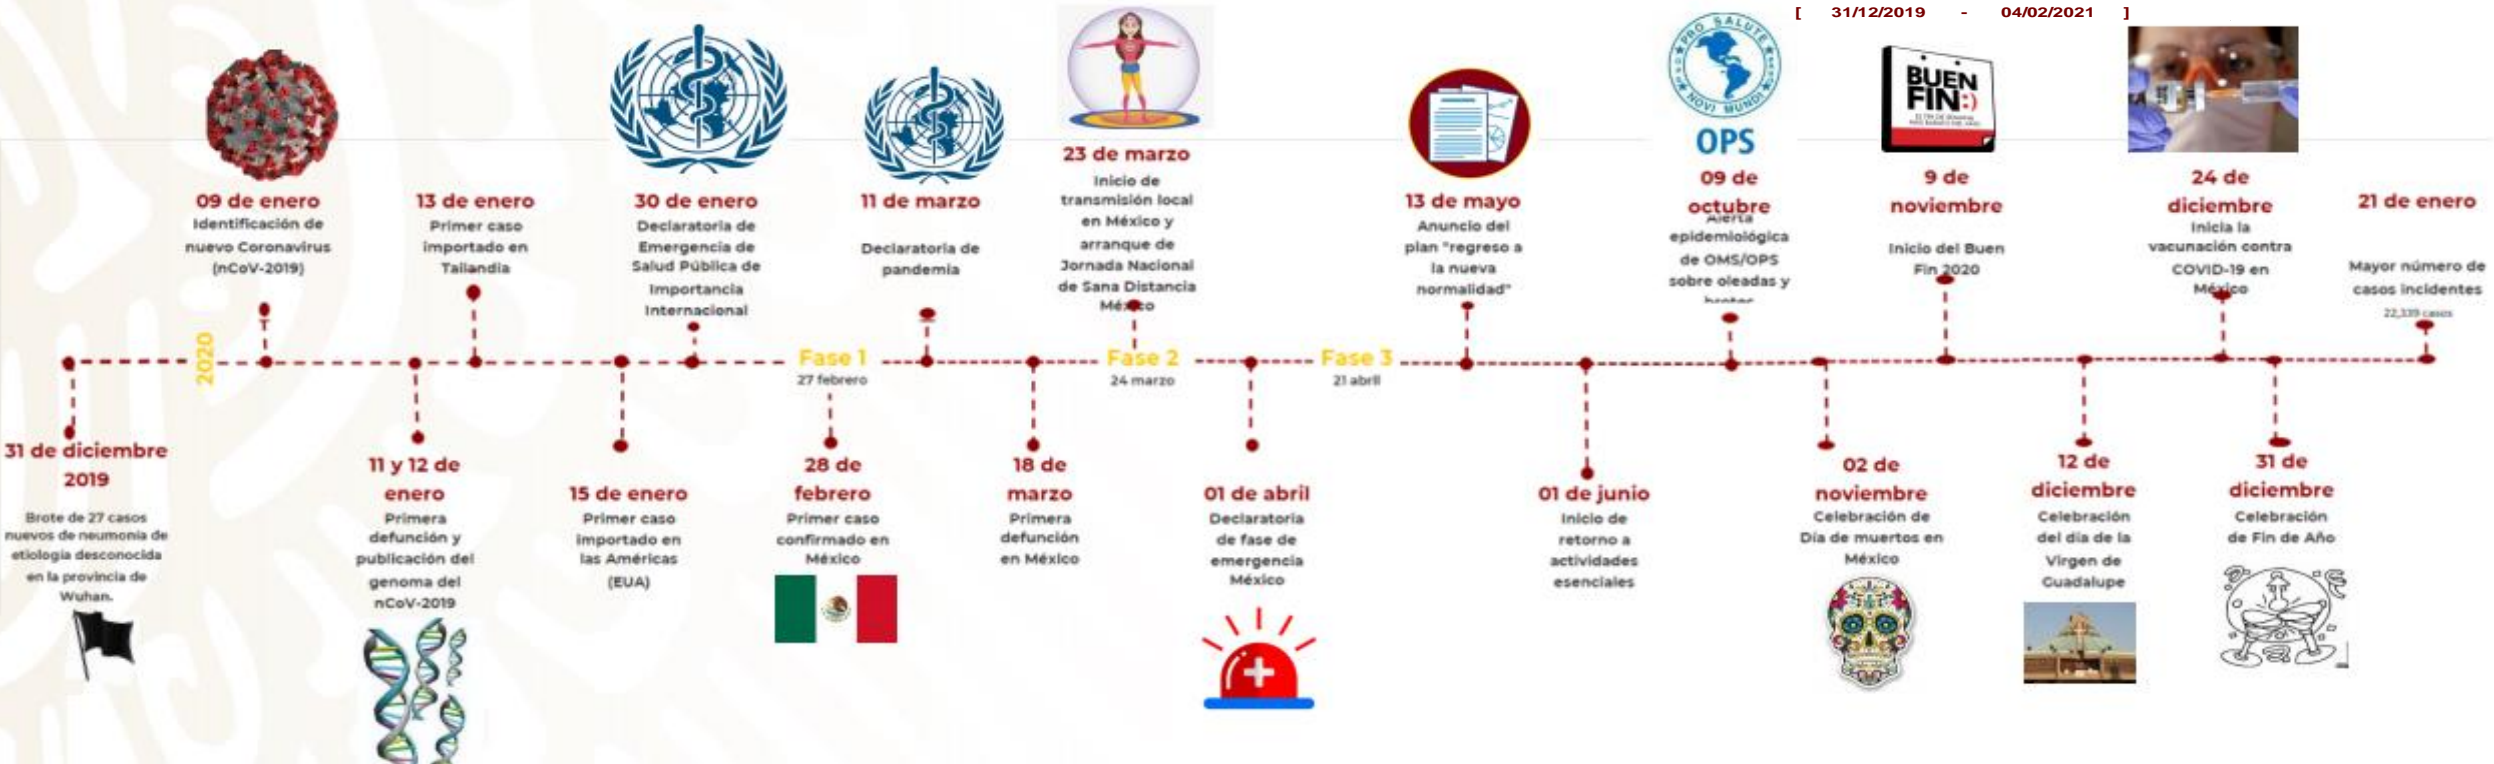 [ 31/12/2019 - 04/02/2021 ]
PRO SALUTE
NOVI MUNDI
OPS
BUEN
FIN:)
09 de enero
Identificación de
nuevo Coronavirus
(nCoV-2019)
13 de enero
Primer caso
importado en
Tailandia
30 de enero
Declaratoria de
Emergencia de
Salud Pública de
Importancia
Internacional
11 de marzo
Declaratoria de
pandemia
23 de marzo
Inicio de
transmisión local
en México y
arranque de
Jornada Nacional
de Sana Distancia
México
13 de mayo
Anuncio del
plan "regreso a
la nueva
normalidad"
09 de
octubre
Alerta
epidemiológica
de OMS/OPS
sobre oleadas y
brotes
9 de
noviembre
Inicio del Buen
Fin 2020
24 de
diciembre
Inicia la
vacunación contra
COVID-19 en
México
21 de enero
Mayor número de
casos incidentes
22,339 casos
2020
Fase 1
27 febrero
Fase 2
24 marzo
Fase 3
21 abril
31 de diciembre
2019
Brote de 27 casos
nuevos de neumonía de
etiología desconocida
en la provincia de
Wuhan.
11 y 12 de
enero
Primera
defunción y
publicación del
genoma del
nCoV-2019
15 de enero
Primer caso
importado en
las Américas
(EUA)
28 de
febrero
Primer caso
confirmado en
México
18 de
marzo
Primera
defunción
en México
01 de abril
Declaratoria
de fase de
emergencia
México
01 de junio
Inicio de
retorno a
actividades
esenciales
02 de
noviembre
Celebración de
Día de muertos en
México
12 de
diciembre
Celebración
del día de la
Virgen de
Guadalupe
31 de
diciembre
Celebración
de Fin de Año